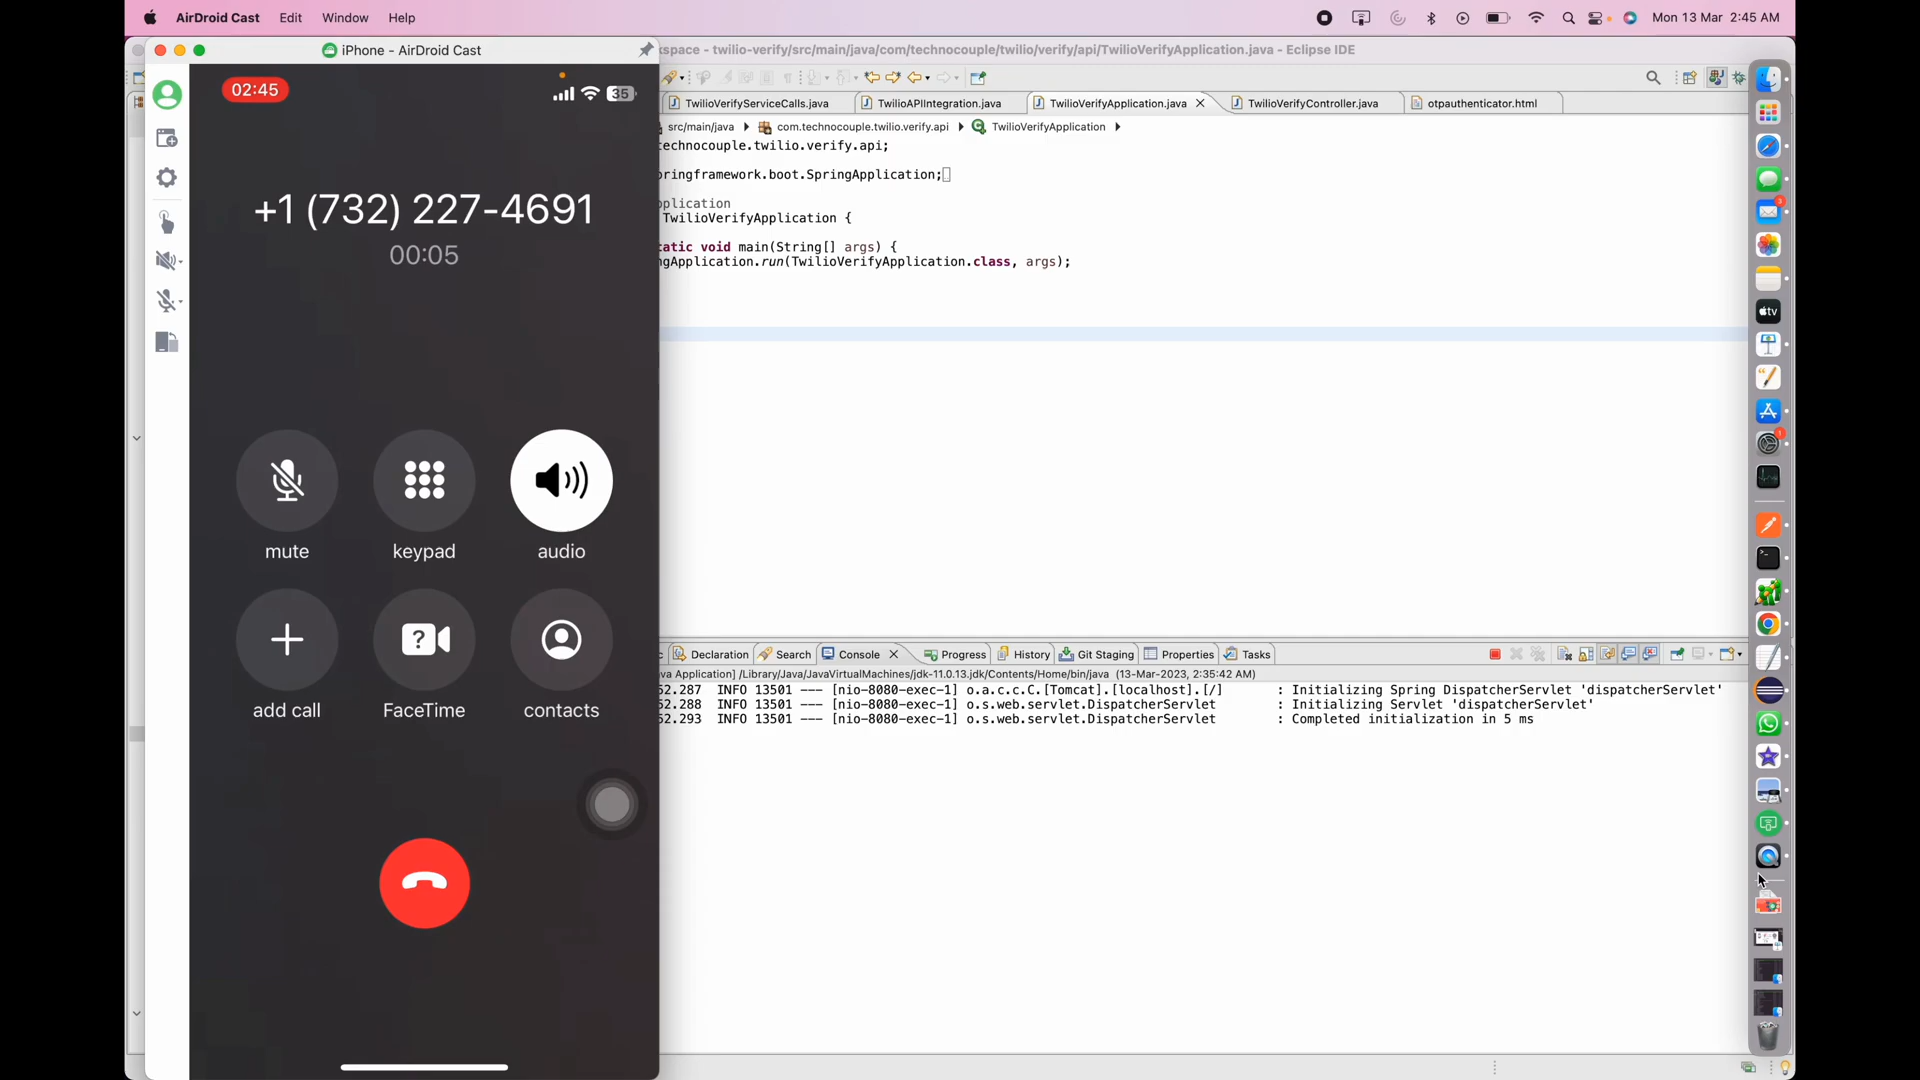 AirDroid Cast Edit Window Help Mon 13 Mar 2:45 AM
iPhone - AirDroid Cast
space - twilio-verify/src/main/java/com/technocouple/twilio/verify/api/TwilioVerifyApplication.java - Eclipse IDE
02:45
35
TwilioVerifyServiceCalls.java TwilioAPIIntegration.java TwilioVerifyApplication.java TwilioVerifyController.java otpauthenticator.html
src/main/java com.technocouple.twilio.verify.api TwilioVerifyApplication
technocouple.twilio.verify.api;
pringframework.boot.SpringApplication;
pplication
TwilioVerifyApplication {
tatic void main(String[] args) {
ngApplication.run(TwilioVerifyApplication.class, args);
+1 (732) 227-4691
00:05
mute keypad audio
add call FaceTime contacts
c Declaration Search Console Progress History Git Staging Properties Tasks
va Application] /Library/Java/JavaVirtualMachines/jdk-11.0.13.jdk/Contents/Home/bin/java (13-Mar-2023, 2:35:42 AM)
52.287 INFO 13501 --- [nio-8080-exec-1] o.a.c.c.C.[Tomcat].[localhost].[/] : Initializing Spring DispatcherServlet 'dispatcherServlet'
52.288 INFO 13501 --- [nio-8080-exec-1] o.s.web.servlet.DispatcherServlet : Initializing Servlet 'dispatcherServlet'
52.293 INFO 13501 --- [nio-8080-exec-1] o.s.web.servlet.DispatcherServlet : Completed initialization in 5 ms
tv